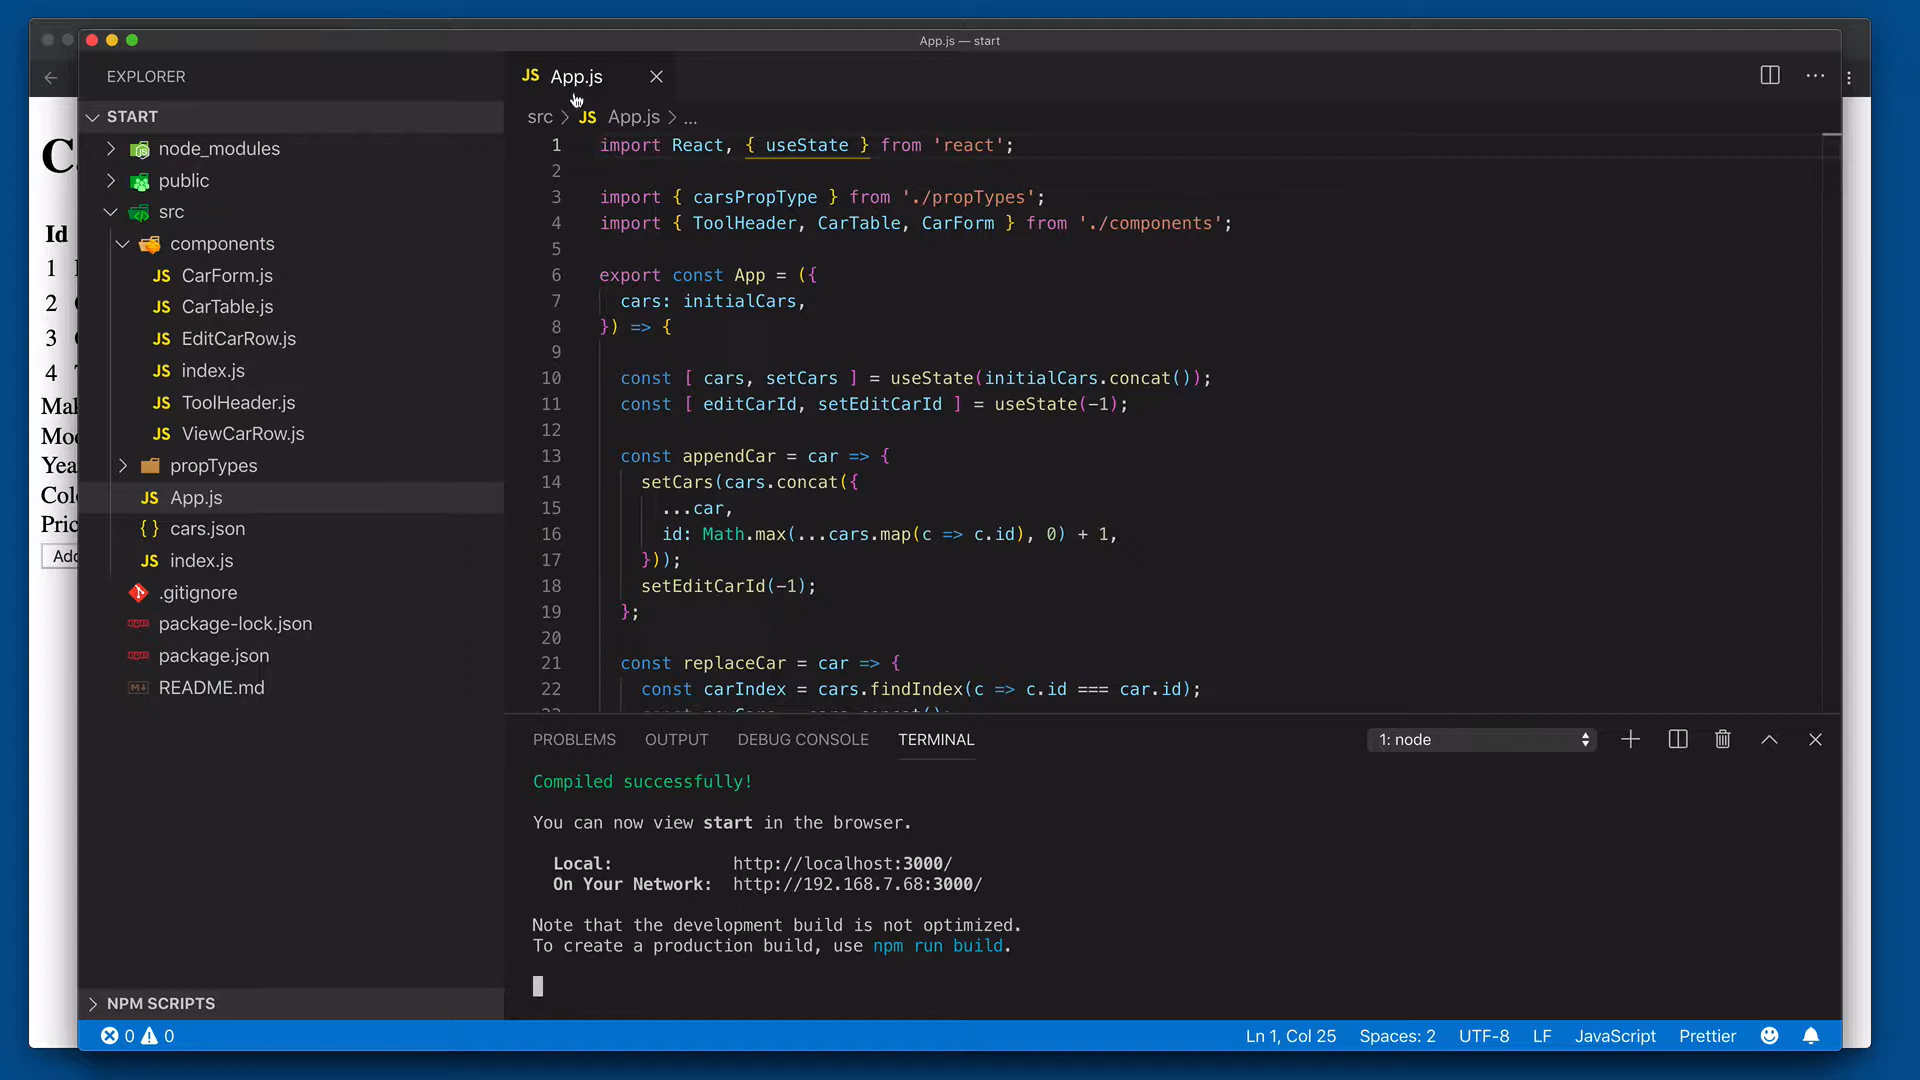 App.js — start
EXPLORER
START
node_modules
public
src
components
JS CarForm.js
JS CarTable.js
JS EditCarRow.js
JS index.js
JS ToolHeader.js
JS ViewCarRow.js
propTypes
JS App.js
{ } cars.json
JS index.js
.gitignore
package-lock.json
package.json
README.md
NPM SCRIPTS
Id
1
2
3
4
JS App.js
src > JS App.js > ...
1 import React, { useState } from 'react';
2
3 import { carsPropType } from './propTypes';
4 import { ToolHeader, CarTable, CarForm } from './components';
5
6 export const App = ({
7 cars: initialCars,
8 }) => {
9
10 const [ cars, setCars ] = useState(initialCars.concat());
11 const [ editCarId, setEditCarId ] = useState(-1);
12
13 const appendCar = car => {
14 setCars(cars.concat({
15 ...car,
16 id: Math.max(...cars.map(c => c.id), 0) + 1,
17 }));
18 setEditCarId(-1);
19 };
20
21 const replaceCar = car => {
22 const carIndex = cars.findIndex(c => c.id === car.id);
PROBLEMS OUTPUT DEBUG CONSOLE TERMINAL 1: node
Compiled successfully!
You can now view start in the browser.
Local: http://localhost:3000/
On Your Network: http://192.168.7.68:3000/
Note that the development build is not optimized.
To create a production build, use npm run build.
0 0 Ln 1, Col 25 Spaces: 2 UTF-8 LF JavaScript Prettier